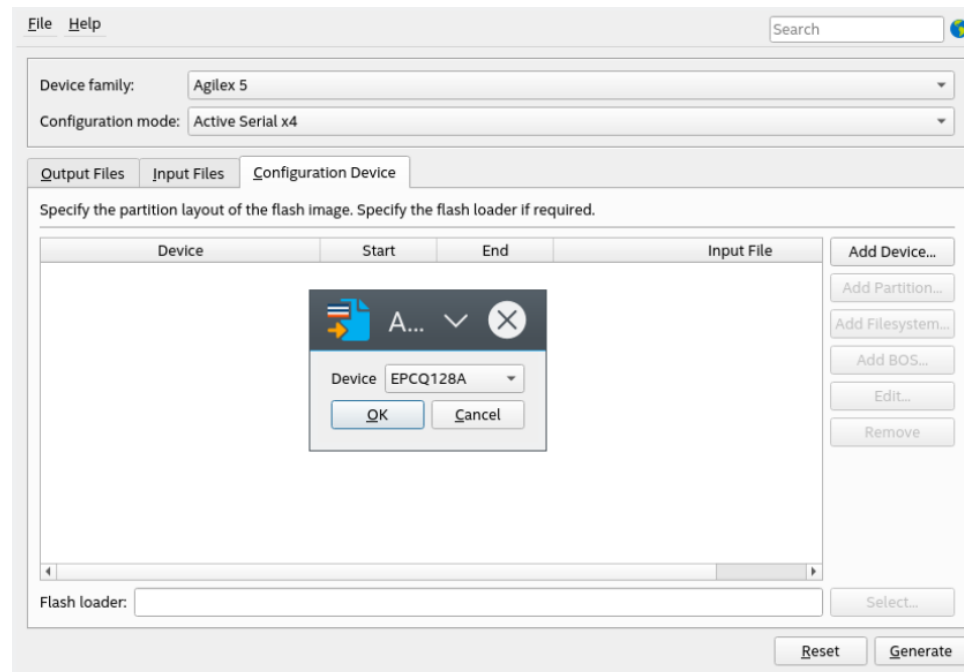 File Help
Search
Device family: Agilex 5
Configuration mode: Active Serial x4
Output Files Input Files Configuration Device
Specify the partition layout of the flash image. Specify the flash loader if required.
Device Start End Input File
Add Device...
Add Partition...
Add Filesystem...
Add BOS...
Edit...
Remove
A...
Device EPCQ128A
OK Cancel
Flash loader: Select...
Reset Generate